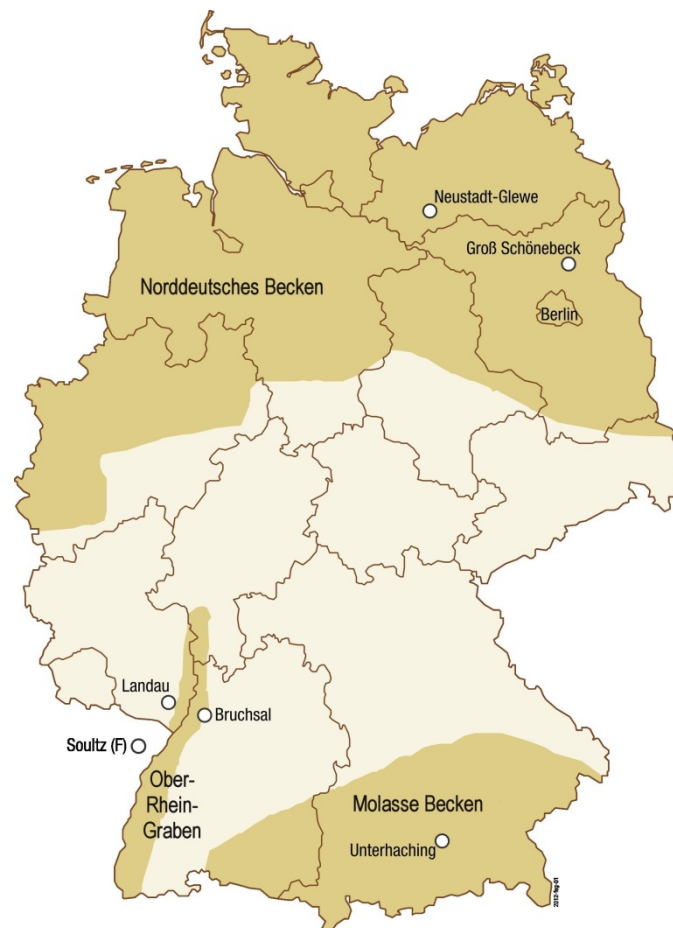 Neustadt-Glewe
Groß Schönebeck
Norddeutsches Becken
Berlin
Landau
Bruchsal
Soultz (F)
Ober-
Rhein-
Graben
Molasse Becken
Unterhaching